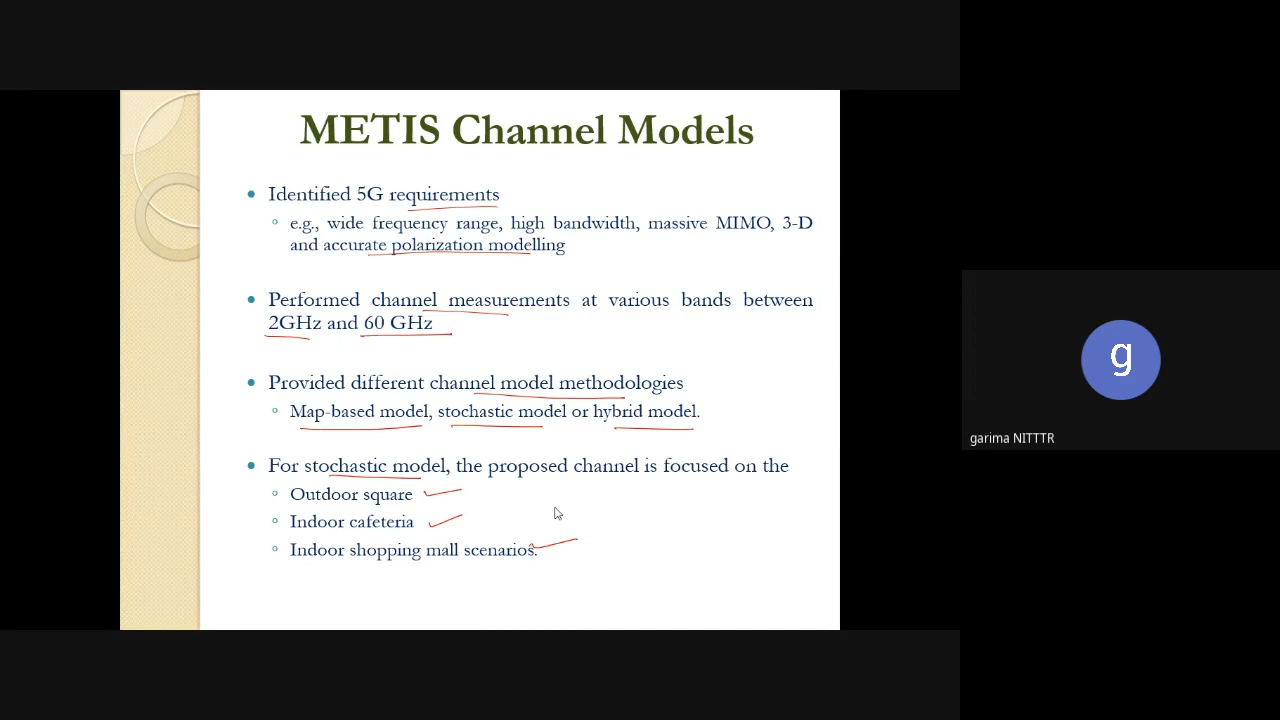 METIS Channel Models
• Identified 5G requirements
◦ e.g., wide frequency range, high bandwidth, massive MIMO, 3-D
and accurate polarization modelling
• Performed channel measurements at various bands between
2GHz and 60 GHz
• Provided different channel model methodologies
◦ Map-based model, stochastic model or hybrid model.
• For stochastic model, the proposed channel is focused on the
◦ Outdoor square
◦ Indoor cafeteria
◦ Indoor shopping mall scenarios.
g
garima NITTTR